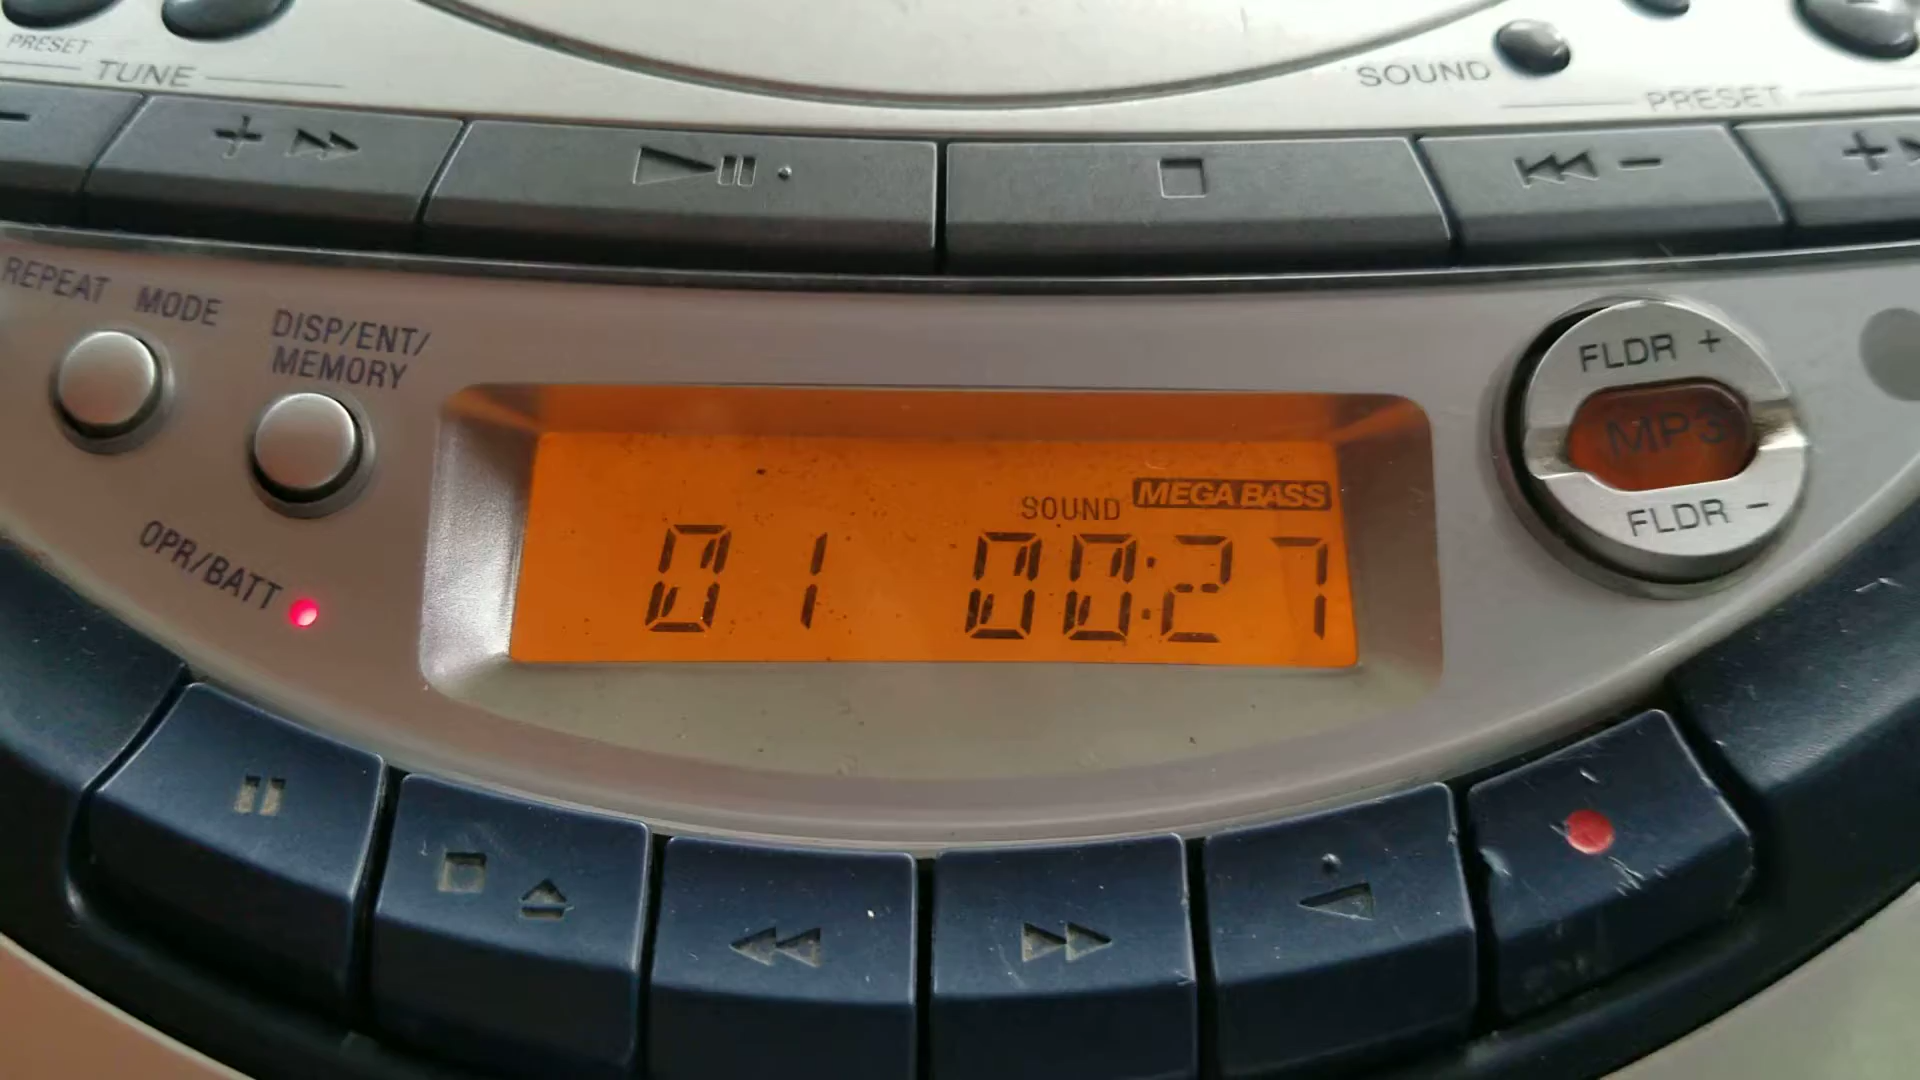 PRESET
TUNE
SOUND
PRESET
REPEAT MODE
DISP/ENT/
MEMORY
OPR/BATT
FLDR +
MP3
FLDR −
SOUND MEGA BASS
01 00:27